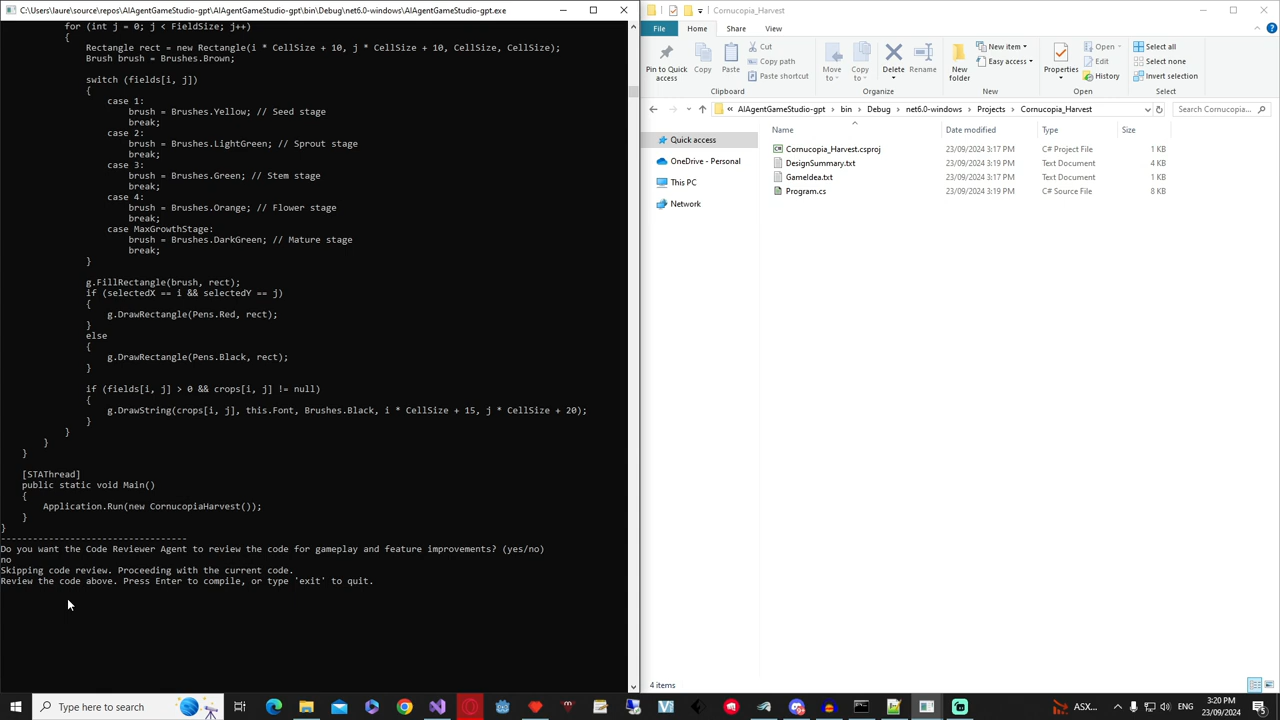 C:\Users\laure\source\repos\AIAgentGameStudio-gpt\AIAgentGameStudio-gpt\bin\Debug\net6.0-windows\AIAgentGameStudio-gpt.exe
for (int j = 0; j < FieldSize; j++)
{
Rectangle rect = new Rectangle(i * CellSize + 10, j * CellSize + 10, CellSize, CellSize);
Brush brush = Brushes.Brown;
switch (fields[i, j])
{
case 1:
brush = Brushes.Yellow; // Seed stage
break;
case 2:
brush = Brushes.LightGreen; // Sprout stage
break;
case 3:
brush = Brushes.Green; // Stem stage
break;
case 4:
brush = Brushes.Orange; // Flower stage
break;
case MaxGrowthStage:
brush = Brushes.DarkGreen; // Mature stage
break;
}
g.FillRectangle(brush, rect);
if (selectedX == i && selectedY == j)
{
g.DrawRectangle(Pens.Red, rect);
}
else
{
g.DrawRectangle(Pens.Black, rect);
}
if (fields[i, j] > 0 && crops[i, j] != null)
{
g.DrawString(crops[i, j], this.Font, Brushes.Black, i * CellSize + 15, j * CellSize + 20);
}
}
}
}
[STAThread]
public static void Main()
{
Application.Run(new CornucopiaHarvest());
}
}
-----------------------------------
Do you want the Code Reviewer Agent to review the code for gameplay and feature improvements? (yes/no)
no
Skipping code review. Proceeding with the current code.
Review the code above. Press Enter to compile, or type 'exit' to quit.
Cornucopia_Harvest
File Home Share View
Pin to Quick access
Copy
Paste
Cut
Copy path
Paste shortcut
Clipboard
Move to
Copy to
Delete
Rename
Organize
New folder
New item
Easy access
New
Properties
Open
Edit
History
Open
Select all
Select none
Invert selection
Select
« AIAgentGameStudio-gpt › bin › Debug › net6.0-windows › Projects › Cornucopia_Harvest
Search Cornucopia...
Quick access
OneDrive - Personal
This PC
Network
Name Date modified Type Size
Cornucopia_Harvest.csproj 23/09/2024 3:17 PM C# Project File 1 KB
DesignSummary.txt 23/09/2024 3:19 PM Text Document 4 KB
GameIdea.txt 23/09/2024 3:17 PM Text Document 1 KB
Program.cs 23/09/2024 3:19 PM C# Source File 8 KB
4 items
Type here to search
ASX...
ENG
3:20 PM
23/09/2024